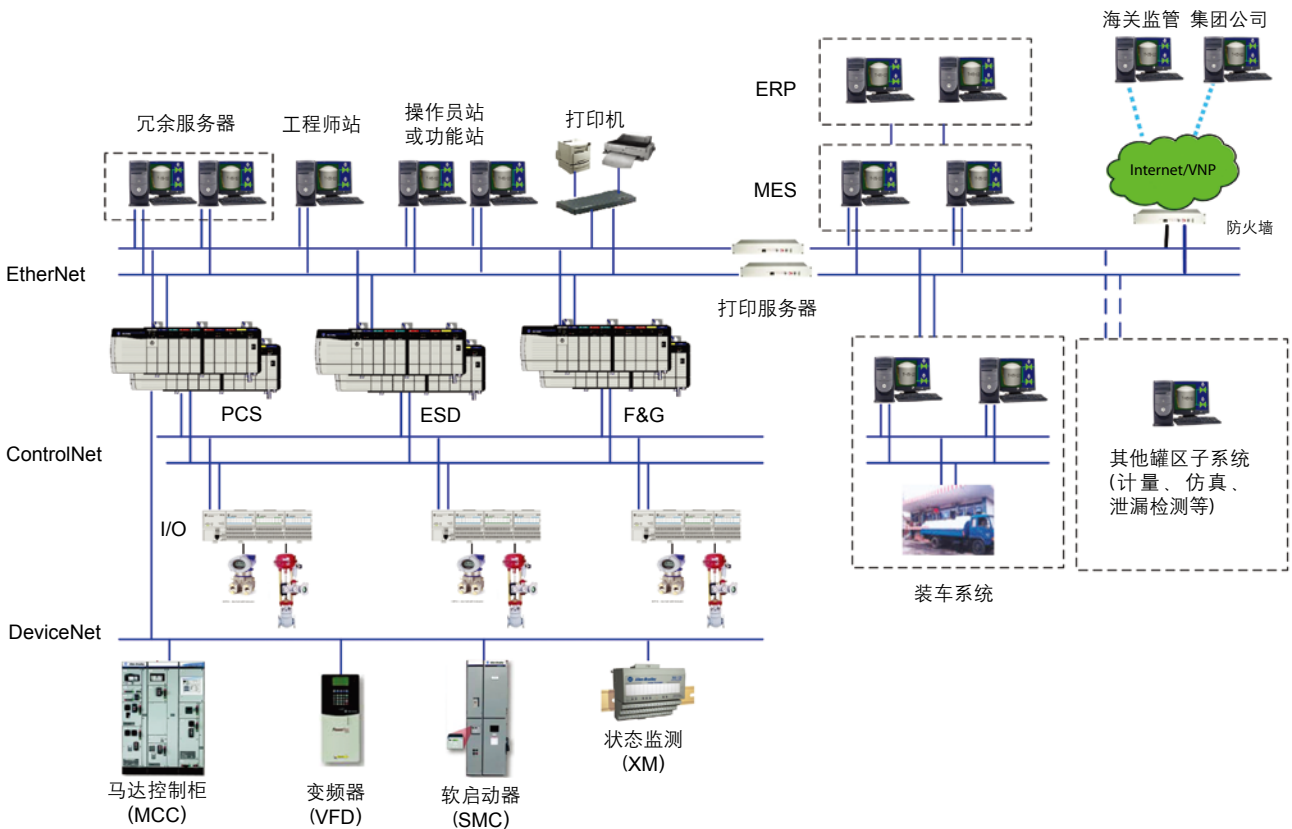 海关监管 集团公司
ERP
冗余服务器
工程师站
操作员站
或功能站
打印机
MES
Internet/VNP
防火墙
EtherNet
打印服务器
PCS
ESD
F&G
ControlNet
I/O
其他罐区子系统
(计量、仿真、
泄漏检测等)
装车系统
DeviceNet
马达控制柜
(MCC)
变频器
(VFD)
软启动器
(SMC)
状态监测
(XM)